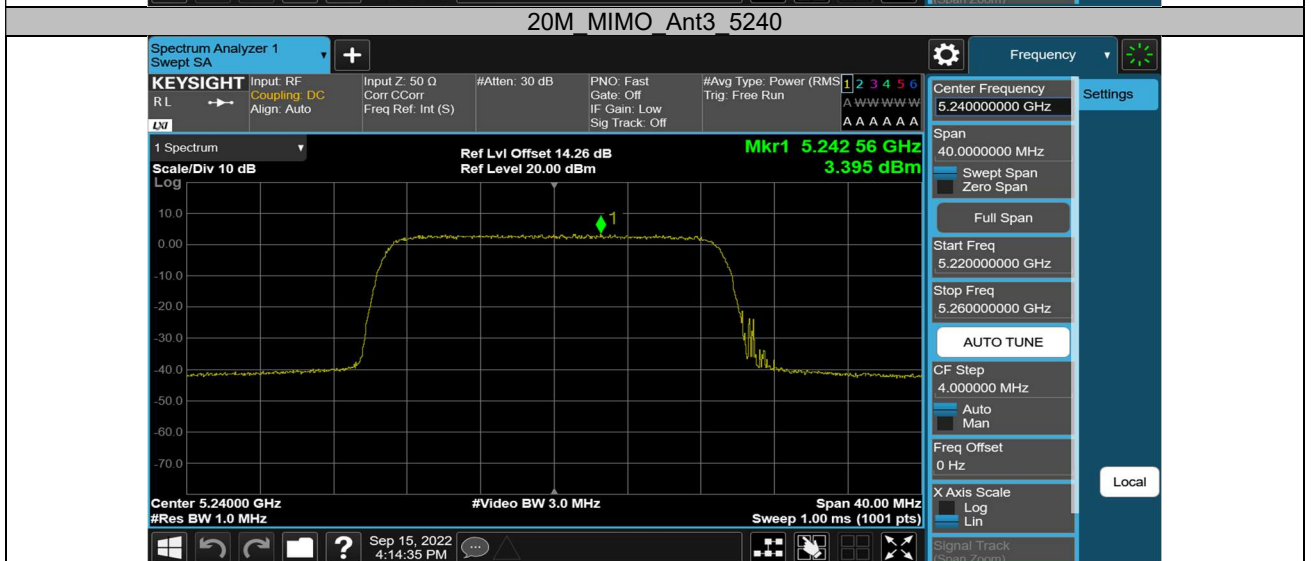 (Span Zoom)
20M_MIMO_Ant3_5240
Spectrum Analyzer 1
Swept SA
+
Frequency
KEYSIGHT
RL
LXI
Input: RF
Coupling: DC
Align: Auto
Input Z: 50 Ω
Corr CCorr
Freq Ref: Int (S)
#Atten: 30 dB
PNO: Fast
Gate: Off
IF Gain: Low
Sig Track: Off
#Avg Type: Power (RMS
Trig: Free Run
1 2 3 4 5 6
A W W W W W
A A A A A A
Center Frequency
5.240000000 GHz
Settings
Span
40.0000000 MHz
Swept Span
Zero Span
Full Span
Start Freq
5.220000000 GHz
Stop Freq
5.260000000 GHz
AUTO TUNE
CF Step
4.000000 MHz
Auto
Man
Freq Offset
0 Hz
X Axis Scale
Log
Lin
Signal Track
(Span Zoom)
Local
1 Spectrum
Scale/Div 10 dB
Log
Ref Lvl Offset 14.26 dB
Ref Level 20.00 dBm
Mkr1 5.242 56 GHz
3.395 dBm
1
10.0
0.00
-10.0
-20.0
-30.0
-40.0
-50.0
-60.0
-70.0
Center 5.24000 GHz
#Res BW 1.0 MHz
#Video BW 3.0 MHz
Span 40.00 MHz
Sweep 1.00 ms (1001 pts)
?
Sep 15, 2022
4:14:35 PM